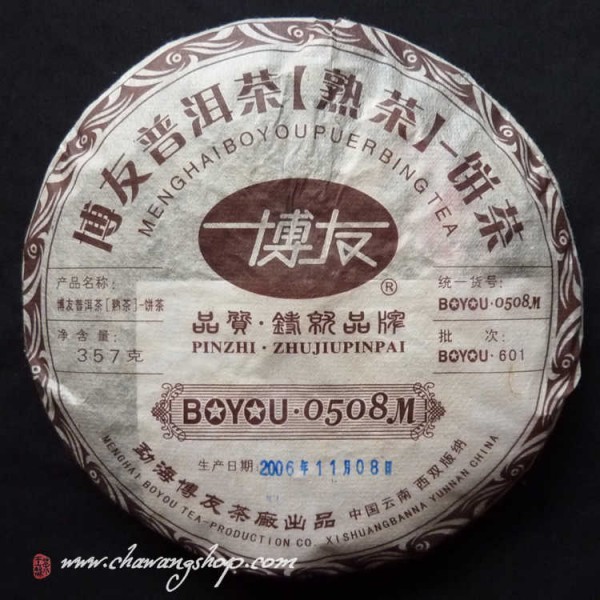 博友普洱茶【熟茶】-饼茶
MENGHAIBOYOUPUERBINGTEA
博友
®
产品名称:
博友普洱茶[熟茶]-饼茶
净含量:
357克
统一货号:
BOYOU·0508M
批 次:
BOYOU·601
品質·鑄就品牌
PINZHI·ZHUJIUPINPAI
BOYOU·0508M
生产日期:2006年11月08日
勐海博友茶廠出品 中国云南 西双版纳
MENGHAI BOYOU TEA-PRODUCTION CO XISHUANGBANNA YUNNAN CHINA
www.chawangshop.com